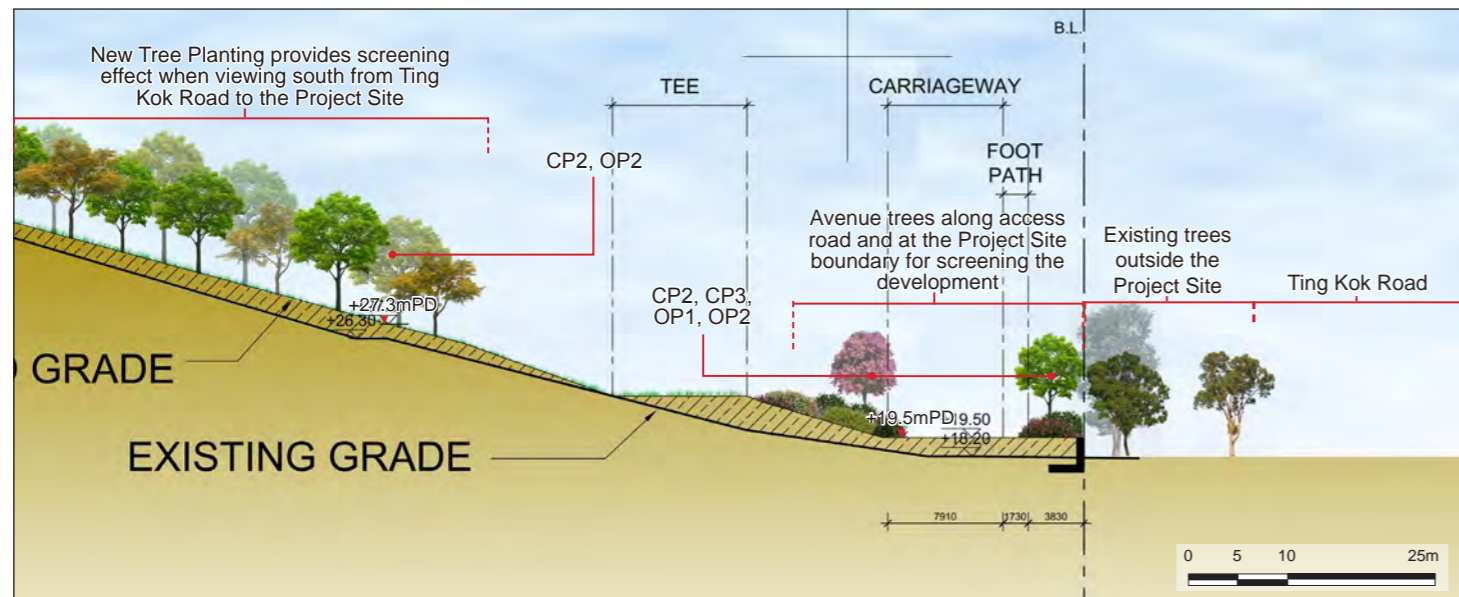 B.L.
New Tree Planting provides screening
effect when viewing south from Ting
Kok Road to the Project Site
TEE
CARRIAGEWAY
FOOT
PATH
CP2, OP2
Avenue trees along access
road and at the Project Site
boundary for screening the
development
Existing trees
outside the
Project Site
Ting Kok Road
CP2, CP3,
OP1, OP2
+27.3mPD
+26.30
GRADE
+19.5mPD
+19.50
+18.20
EXISTING GRADE
7910 1730 3830
0 5 10 25m